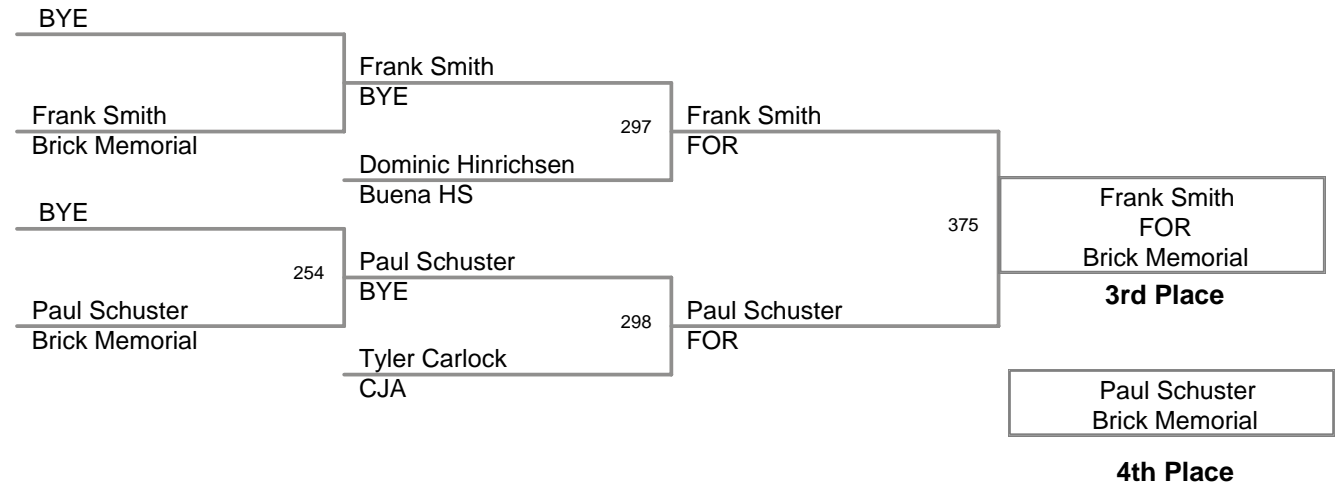 BYE
Frank Smith
BYE
Frank Smith
Brick Memorial
297
Frank Smith
FOR
Dominic Hinrichsen
Buena HS
BYE
375
Frank Smith
FOR
Brick Memorial
3rd Place
254
Paul Schuster
BYE
Paul Schuster
Brick Memorial
298
Paul Schuster
FOR
Tyler Carlock
CJA
Paul Schuster
Brick Memorial
4th Place